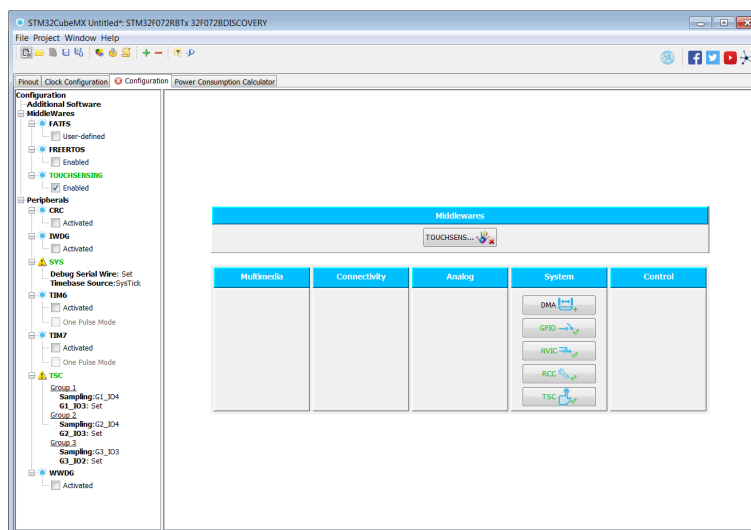 STM32CubeMX Untitled*: STM32F072RBTx 32F072BDISCOVERY
File Project Window Help
Pinout Clock Configuration Configuration Power Consumption Calculator
Configuration
Additional Software
MiddleWares
FATFS
User-defined
FREERTOS
Enabled
TOUCHSENSING
Enabled
Peripherals
CRC
Activated
IWDG
Activated
SYS
Debug Serial Wire: Set
Timebase Source:SysTick
TIM6
Activated
One Pulse Mode
TIM7
Activated
One Pulse Mode
TSC
Group 1
Sampling:G1_IO4
G1_IO3: Set
Group 2
Sampling:G2_IO4
G2_IO3: Set
Group 3
Sampling:G3_IO3
G3_IO2: Set
WWDG
Activated
Middlewares
TOUCHSENS...
Multimedia Connectivity Analog System Control
DMA
GPIO
NVIC
RCC
TSC